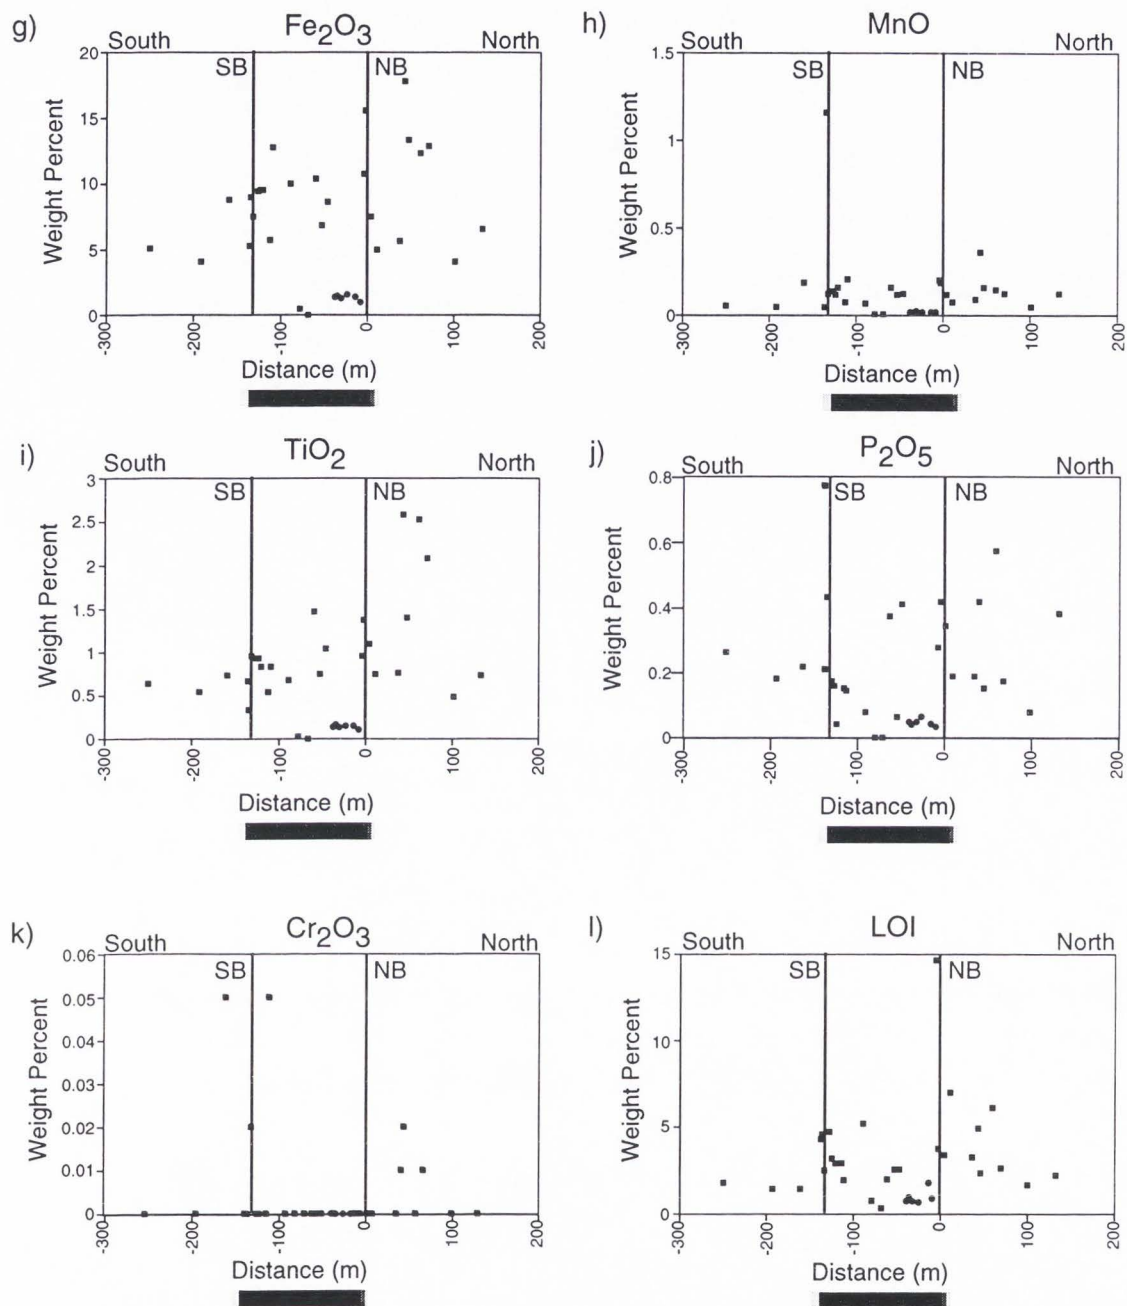 g) Fe2O3
South North
SB NB
20
15
10
5
0
Weight Percent
-300 -200 -100 0 100 200
Distance (m)
h) MnO
South North
SB NB
1.5
1
0.5
0
Weight Percent
-300 -200 -100 0 100 200
Distance (m)
i) TiO2
South North
SB NB
3
2.5
2
1.5
1
0.5
0
Weight Percent
-300 -200 -100 0 100 200
Distance (m)
j) P2O5
South North
SB NB
0.8
0.6
0.4
0.2
0
Weight Percent
-300 -200 -100 0 100 200
Distance (m)
k) Cr2O3
South North
SB NB
0.06
0.05
0.04
0.03
0.02
0.01
0
Weight Percent
-300 -200 -100 0 100 200
Distance (m)
l) LOI
South North
SB NB
15
10
5
0
Weight Percent
-300 -200 -100 0 100 200
Distance (m)